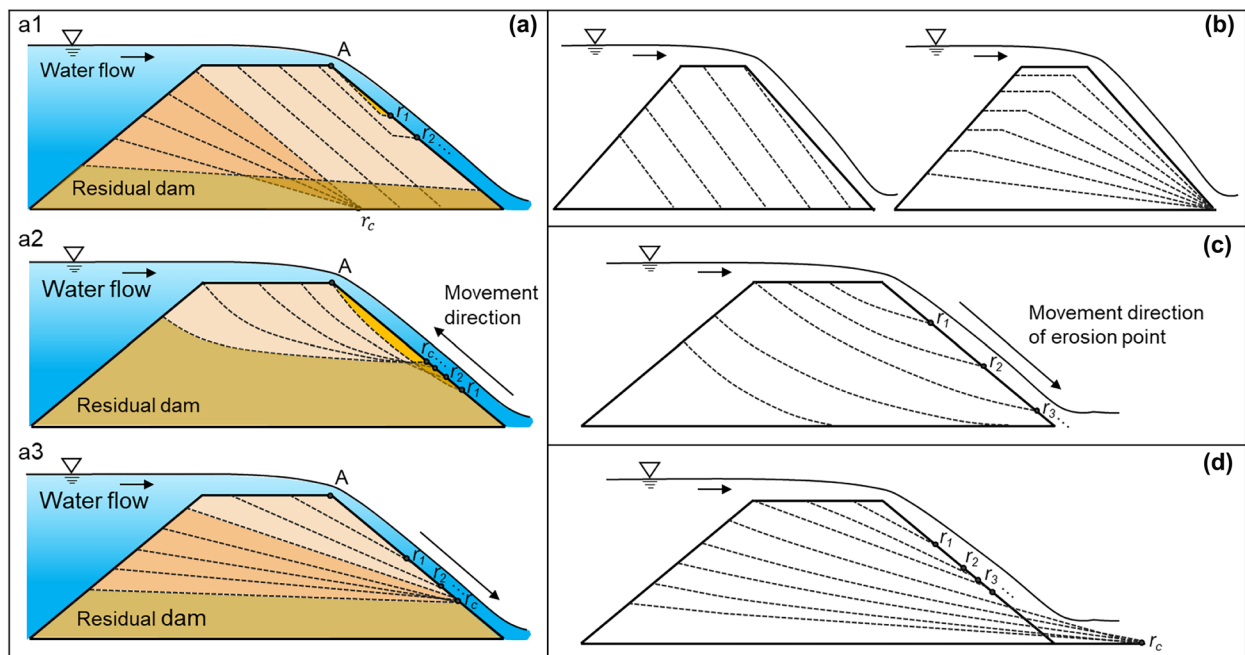 a1
(a)
A
Water flow
r1
r2 ...
Residual dam
rc
a2
A
Water flow
Movement
direction
rc...
r2
r1
Residual dam
a3
A
Water flow
r1
r2 ...
rc
Residual dam
(b)
(c)
r1
Movement direction
of erosion point
r2
r3...
(d)
r1
r2
r3...
rc